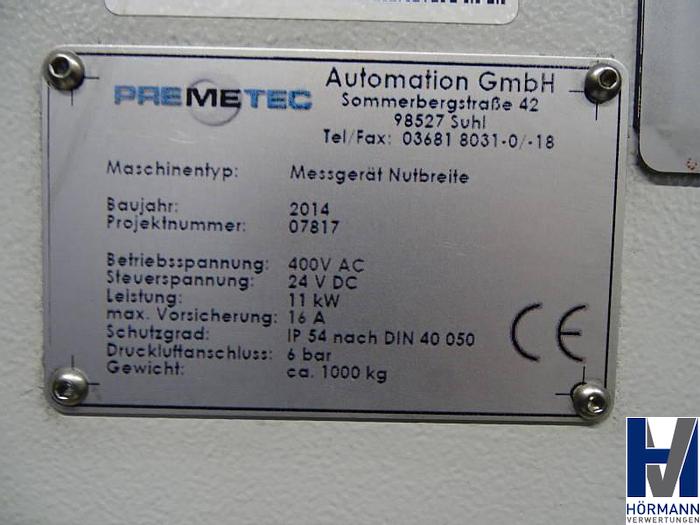 PREMETEC
Automation GmbH
Sommerbergstraße 42
98527 Suhl
Tel/Fax: 03681 8031-0/-18
Maschinentyp: Messgerät Nutbreite
Baujahr: 2014
Projektnummer: 07817
Betriebsspannung: 400V AC
Steuerspannung: 24 V DC
Leistung: 11 kW
max. Vorsicherung: 16 A
Schutzgrad: IP 54 nach DIN 40 050
Druckluftanschluss: 6 bar
Gewicht: ca. 1000 kg
CE
HÖRMANN
VERWERTUNGEN